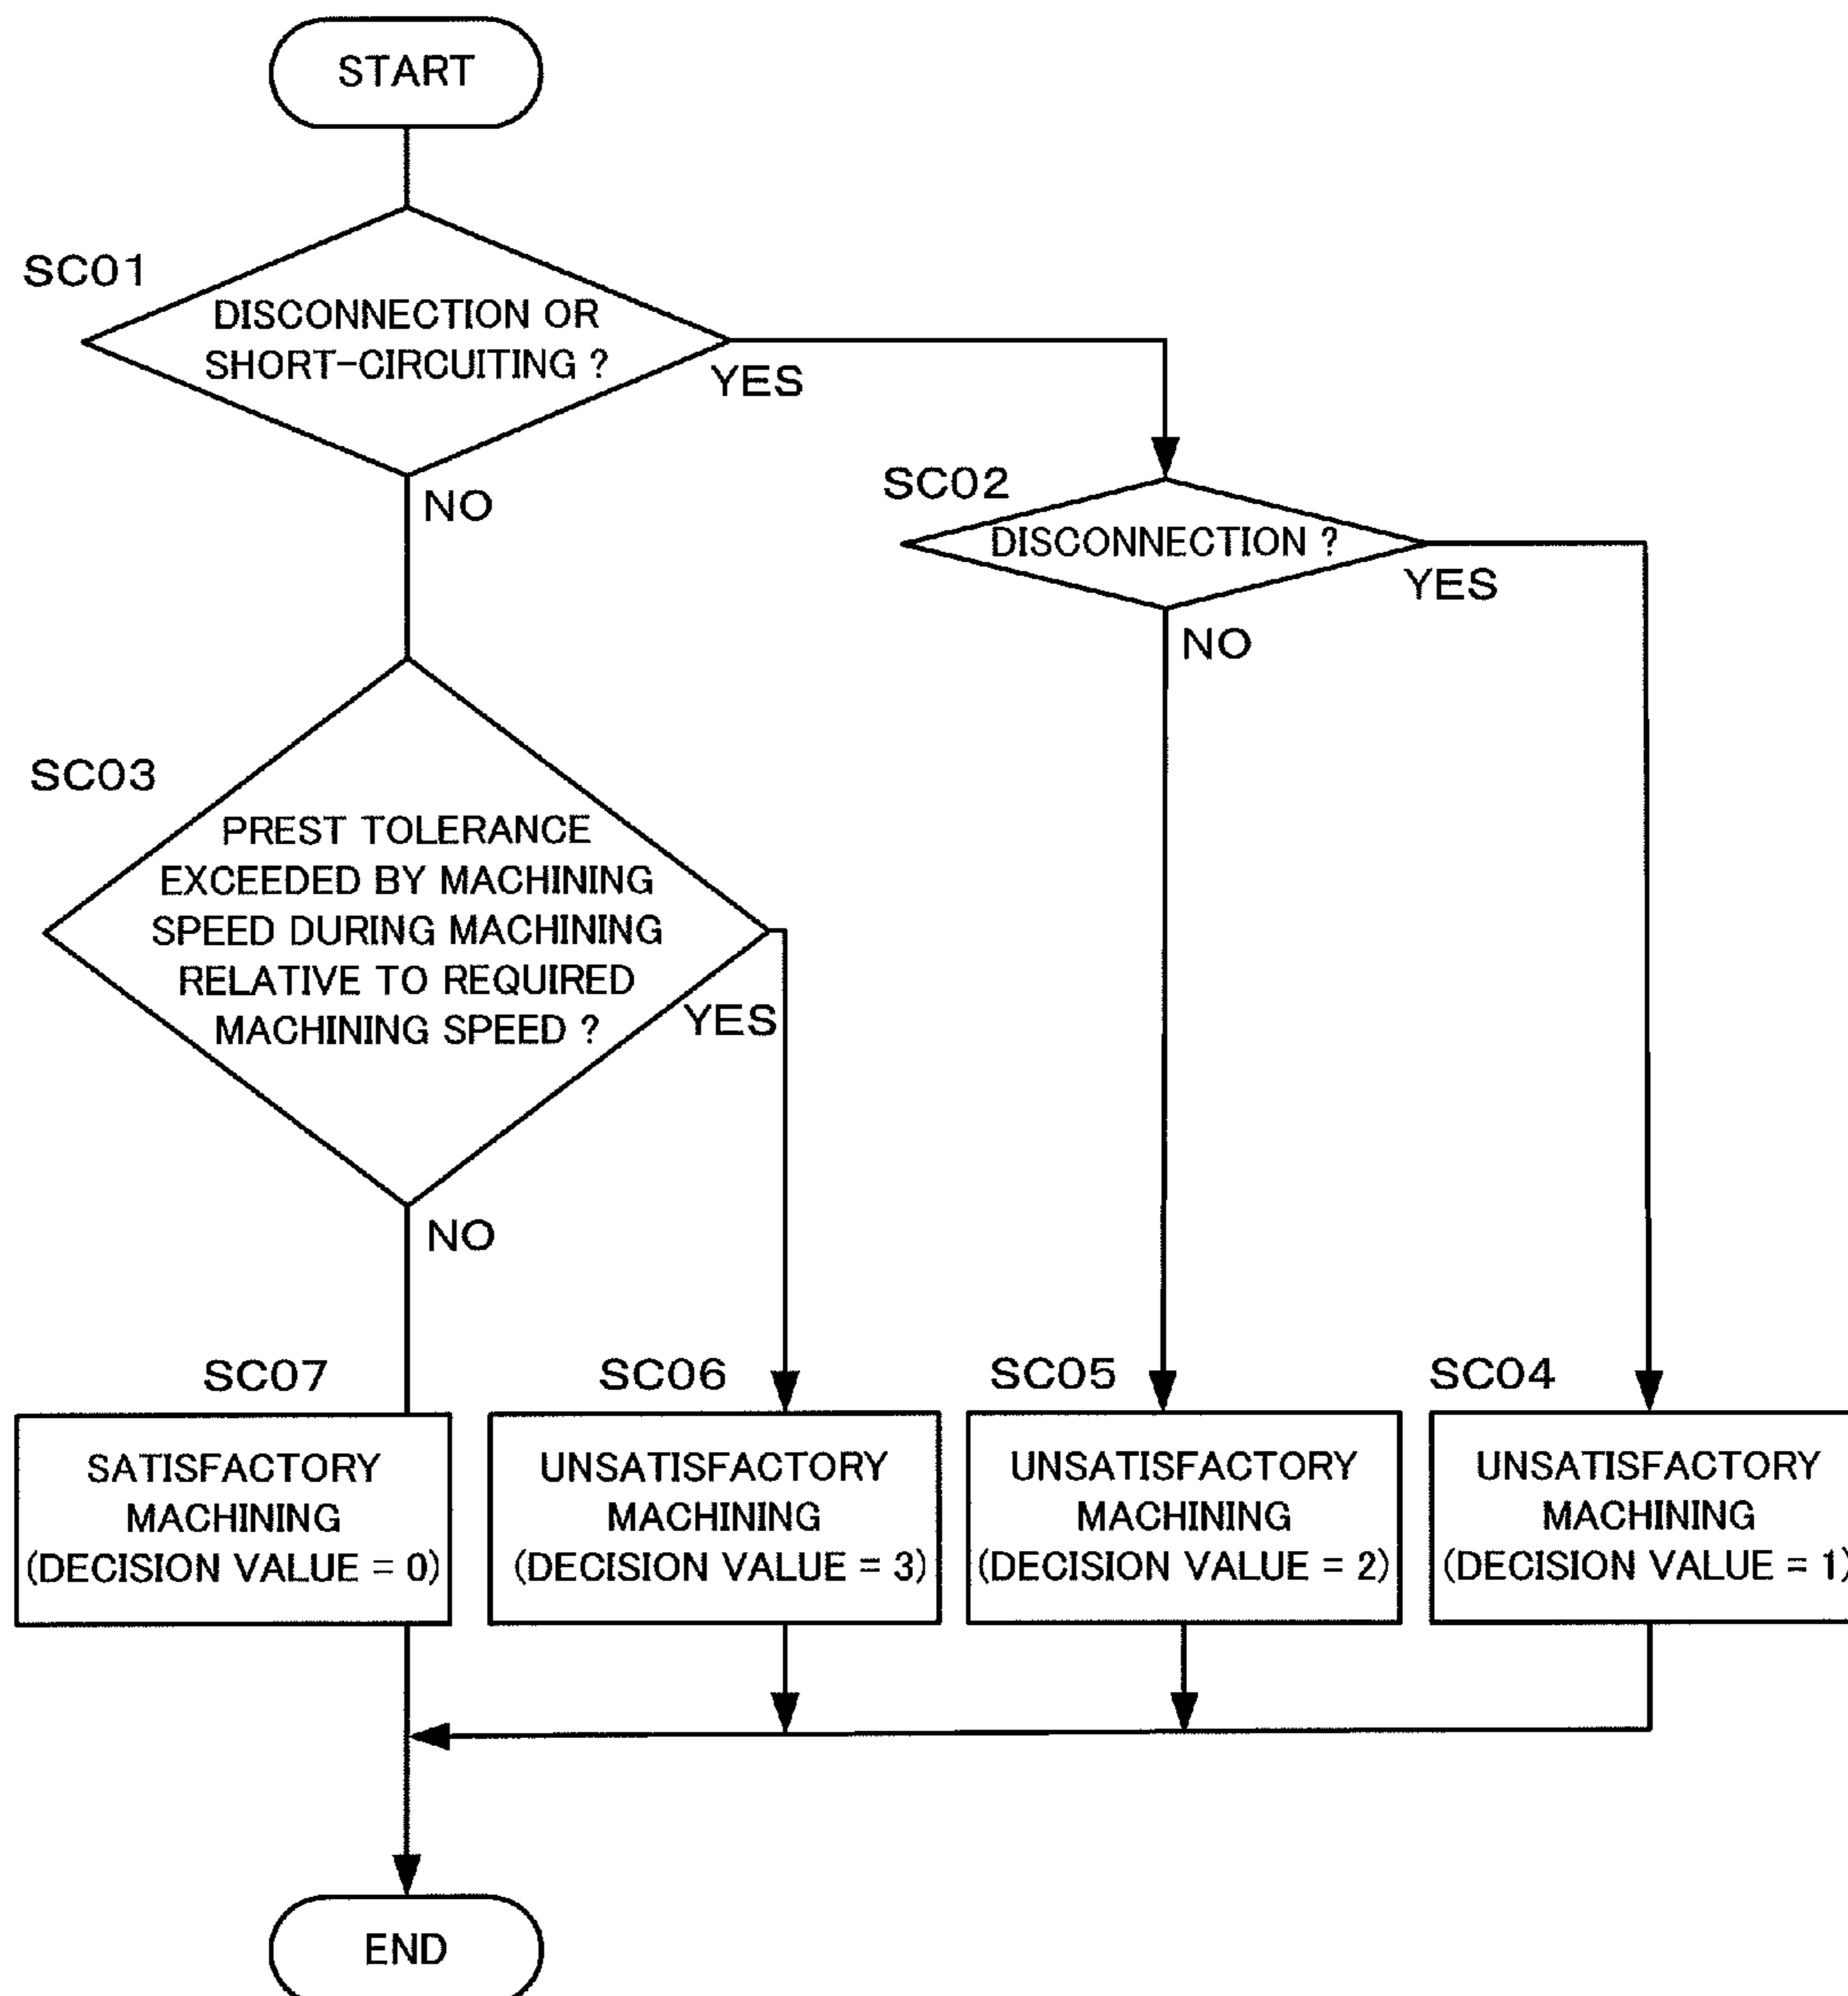 START
SC01
DISCONNECTION OR
SHORT-CIRCUITING ?
YES
NO
SC02
DISCONNECTION ?
YES
NO
SC03
PREST TOLERANCE
EXCEEDED BY MACHINING
SPEED DURING MACHINING
RELATIVE TO REQUIRED
MACHINING SPEED ?
YES
NO
SC07
SATISFACTORY
MACHINING
(DECISION VALUE = 0)
SC06
UNSATISFACTORY
MACHINING
(DECISION VALUE = 3)
SC05
UNSATISFACTORY
MACHINING
(DECISION VALUE = 2)
SC04
UNSATISFACTORY
MACHINING
(DECISION VALUE = 1)
END